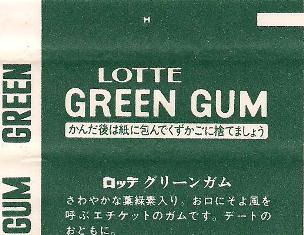 H
LOTTE
GREEN GUM
かんだ後は紙に包んでくずかごに捨てましょう
ロッテ グリーンガム
さわやかな葉緑素入り。お口にそよ風を
呼ぶエチケットのガムです。デートの
おともに。
GUM GREEN